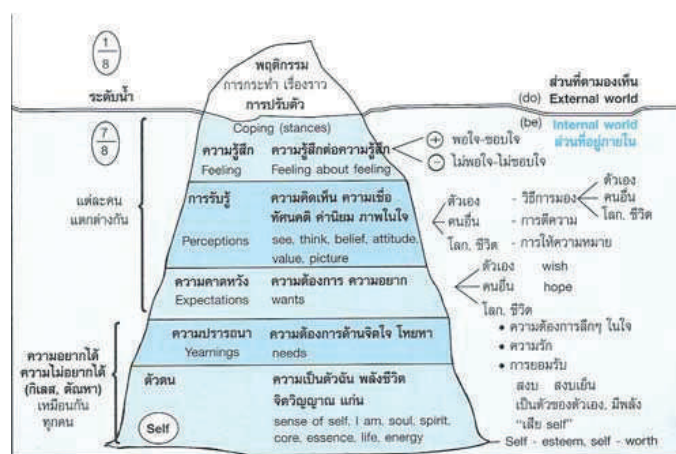 1
8
พฤติกรรม
การกระทำ เรื่องราว
การปรับตัว
ระดับน้ำ
ส่วนที่ตามองเห็น
(do) External world
(be) Internal world
ส่วนที่อยู่ภายใน
7
8
Coping (stances)
ความรู้สึก ความรู้สึกต่อความรู้สึก
Feeling Feeling about feeling
+ พอใจ-ชอบใจ
- ไม่พอใจ-ไม่ชอบใจ
แต่ละคน
แตกต่างกัน
การรับรู้ ความคิดเห็น ความเชื่อ
ทัศนคติ ค่านิยม ภาพในใจ
Perceptions see, think, belief, attitude,
value, picture
ตัวเอง - วิธีการมอง
คนอื่น - การตีความ
โลก, ชีวิต - การให้ความหมาย
ตัวเอง
คนอื่น
โลก, ชีวิต
ความคาดหวัง ความต้องการ ความอยาก
Expectations wants
ตัวเอง wish
คนอื่น hope
โลก, ชีวิต
ความปรารถนา ความต้องการด้านจิตใจ โหยหา
Yearnings needs
• ความต้องการลึกๆ ในใจ
• ความรัก
• การยอมรับ
สงบ สงบเย็น
เป็นตัวของตัวเอง, มีพลัง
"เสีย self"
Self - esteem, self - worth
ความอยากได้
ความไม่อยากได้
(กิเลส, ตัณหา)
เหมือนกัน
ทุกคน
ตัวตน ความเป็นตัวฉัน พลังชีวิต
จิตวิญญาณ แก่น
Self sense of self, I am, soul, spirit,
core, essence, life, energy